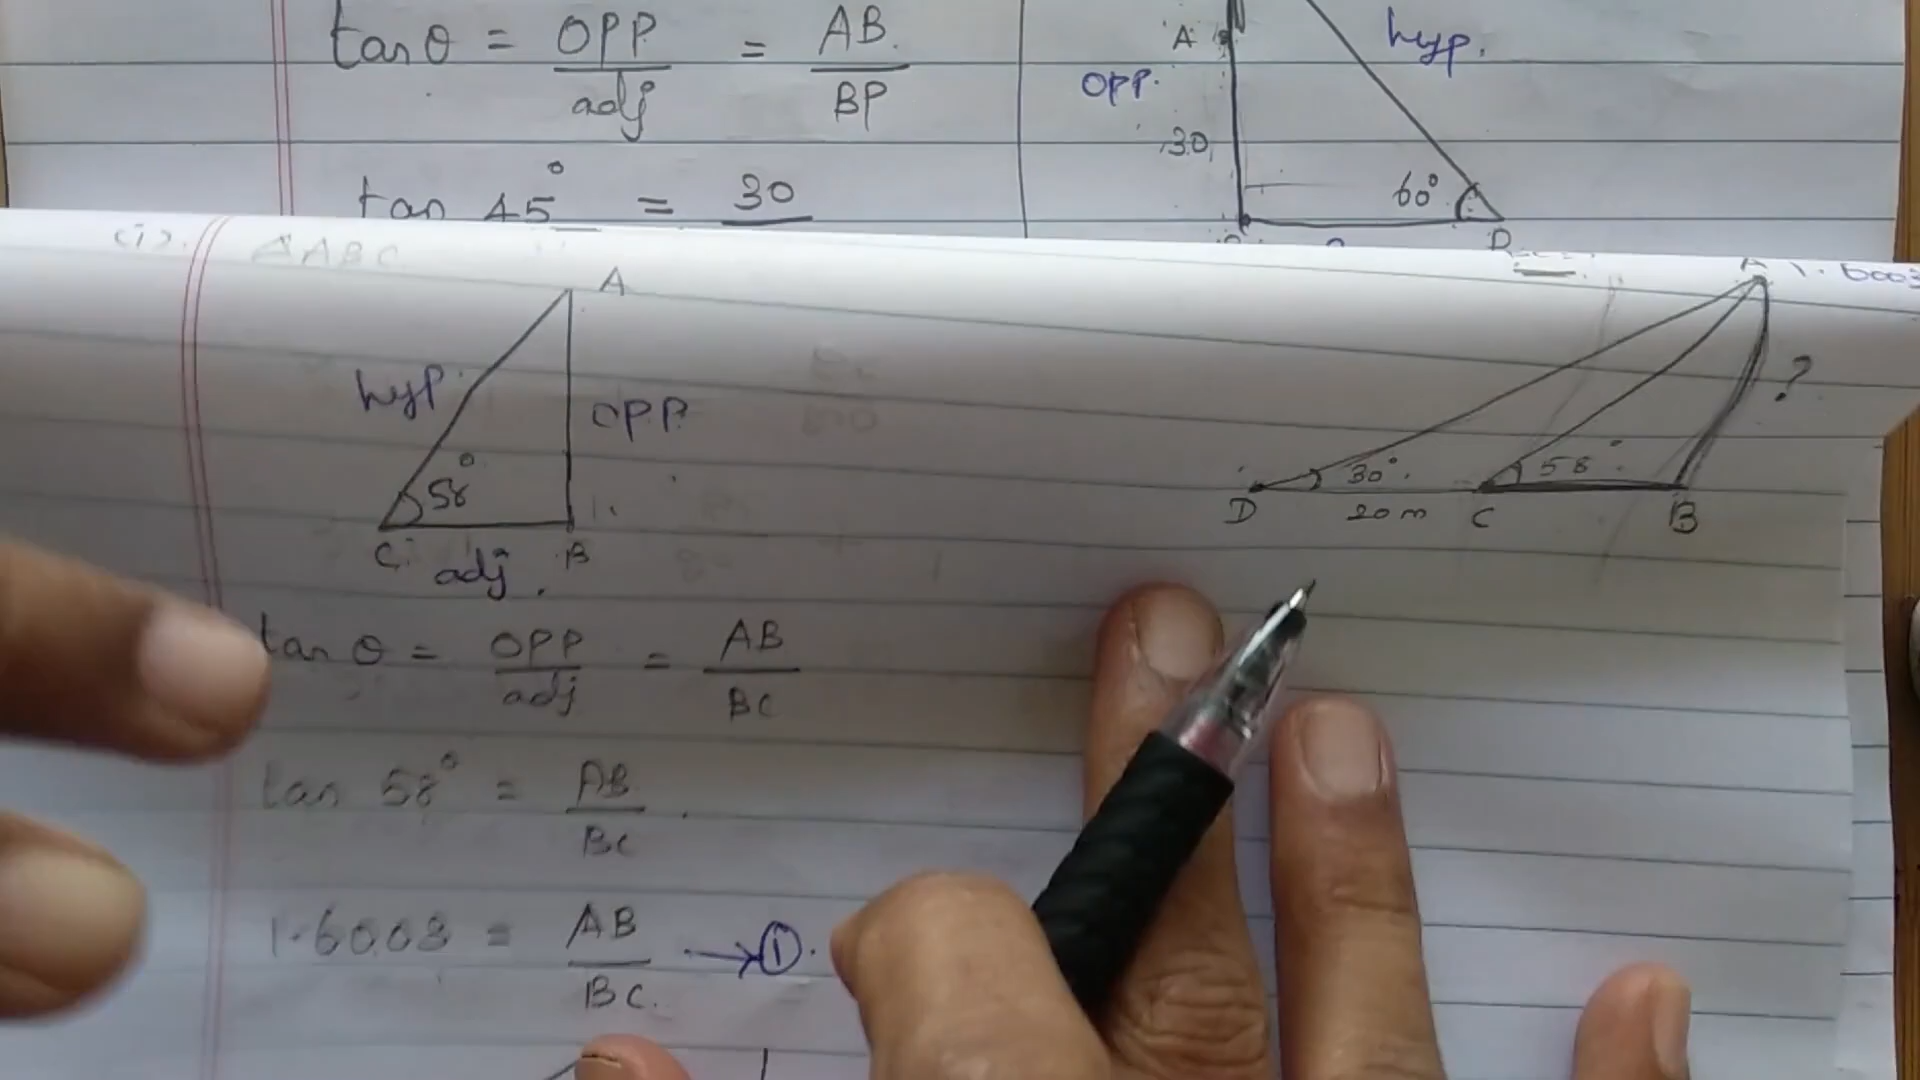 tan θ = OPP/adj = AB/BP
tan 45° = 30
A
OPP.
hyp.
30
60°
(i). ΔABC
A
hyp
OPP.
58°
C
adj.
B
A
1.6003
?
30°.
58°.
D
20 m
C
B
tan θ = OPP/adj = AB/BC
tan 58° = AB/BC.
1.6003 = AB/BC. → ①.